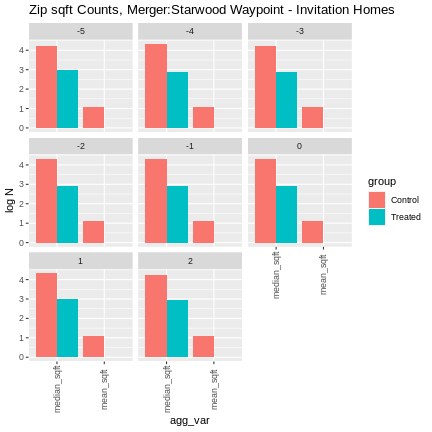 Zip sqft Counts, Merger:Starwood Waypoint - Invitation Homes
-5
-4
-3
4
3
2
1
0
-2
-1
0
4
3
2
1
0
1
2
4
3
2
1
0
median_sqft
mean_sqft
median_sqft
mean_sqft
median_sqft
mean_sqft
log N
agg_var
group
Control
Treated